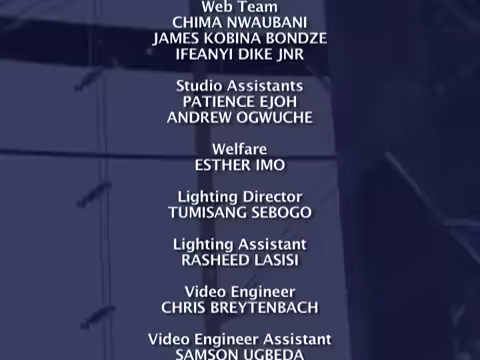 Web Team
CHIMA NWAUBANI
JAMES KOBINA BONDZE
IFEANYI DIKE JNR
Studio Assistants
PATIENCE EJOH
ANDREW OGWUCHE
Welfare
ESTHER IMO
Lighting Director
TUMISANG SEBOGO
Lighting Assistant
RASHEED LASISI
Video Engineer
CHRIS BREYTENBACH
Video Engineer Assistant
SAMSON UGBEDA